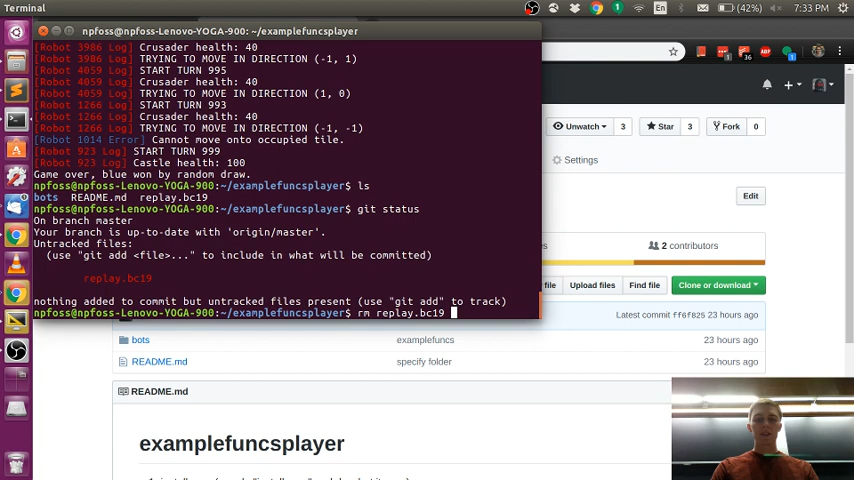 Terminal
En
(42%)
7:33 PM
npfoss@npfoss-Lenovo-YOGA-900: ~/examplefuncsplayer
[Robot 3986 Log] Crusader health: 40
[Robot 3986 Log] TRYING TO MOVE IN DIRECTION (-1, 1)
[Robot 4059 Log] START TURN 995
[Robot 4059 Log] Crusader health: 40
[Robot 4059 Log] TRYING TO MOVE IN DIRECTION (1, 0)
[Robot 1266 Log] START TURN 993
[Robot 1266 Log] Crusader health: 40
[Robot 1266 Log] TRYING TO MOVE IN DIRECTION (-1, -1)
[Robot 1014 Error] Cannot move onto occupied tile.
[Robot 923 Log] START TURN 999
[Robot 923 Log] Castle health: 100
Game over, blue won by random draw.
npfoss@npfoss-Lenovo-YOGA-900:~/examplefuncsplayer$ ls
bots README.md replay.bc19
npfoss@npfoss-Lenovo-YOGA-900:~/examplefuncsplayer$ git status
On branch master
Your branch is up-to-date with 'origin/master'.
Untracked files:
(use "git add <file>..." to include in what will be committed)
replay.bc19
nothing added to commit but untracked files present (use "git add" to track)
npfoss@npfoss-Lenovo-YOGA-900:~/examplefuncsplayer$ rm replay.bc19
Unwatch 3
Star 3
Fork 0
Settings
Edit
2 contributors
file
Upload files
Find file
Clone or download
Latest commit ff6f825 23 hours ago
bots examplefuncs 23 hours ago
README.md specify folder 23 hours ago
README.md
examplefuncsplayer